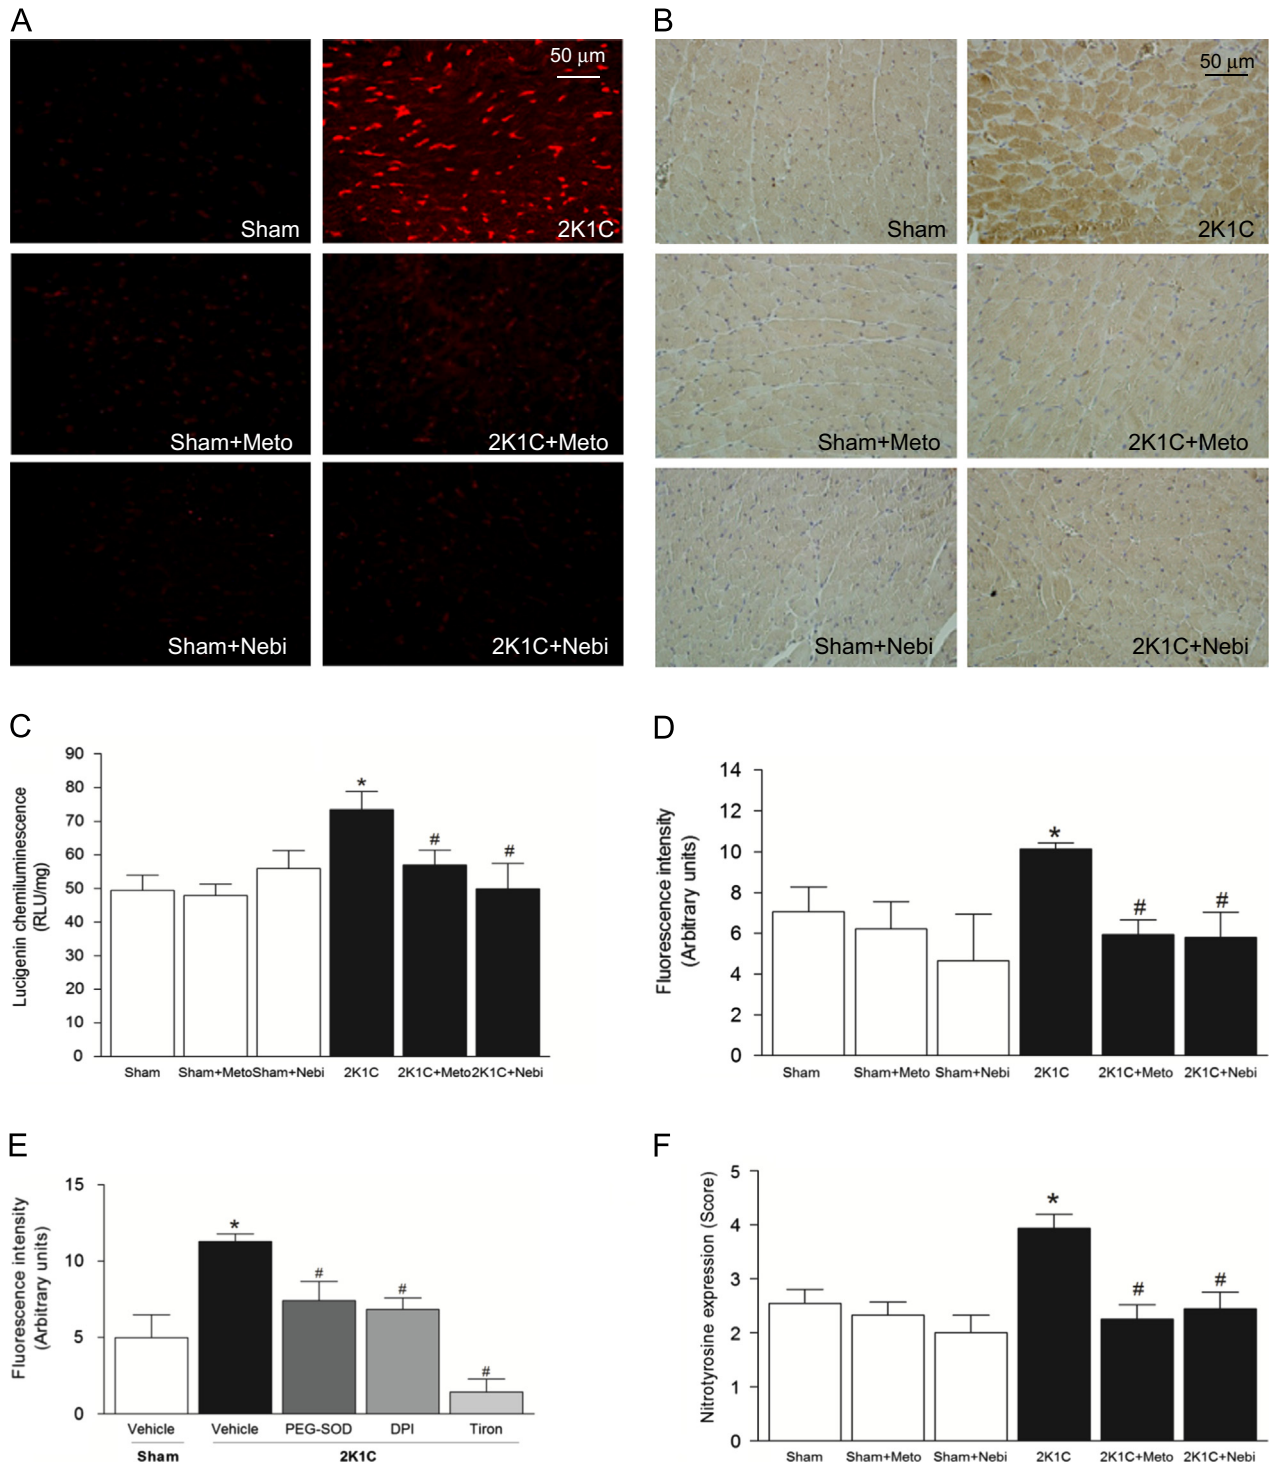 A
50 μm
Sham
2K1C
Sham+Meto
2K1C+Meto
Sham+Nebi
2K1C+Nebi
B
50 μm
Sham
2K1C
Sham+Meto
2K1C+Meto
Sham+Nebi
2K1C+Nebi
C
Lucigenin chemiluminescence
(RLU/mg)
90
80
70
60
50
40
30
20
10
0
*
#
#
Sham Sham+Meto Sham+Nebi 2K1C 2K1C+Meto 2K1C+Nebi
D
Fluorescence intensity
(Arbitrary units)
14
12
10
8
6
4
2
0
*
#
#
Sham Sham+Meto Sham+Nebi 2K1C 2K1C+Meto 2K1C+Nebi
E
Fluorescence intensity
(Arbitrary units)
15
10
5
0
*
#
#
#
Vehicle Vehicle PEG-SOD DPI Tiron
Sham 2K1C
F
Nitrotyrosine expression (Score)
5
4
3
2
1
0
*
#
#
Sham Sham+Meto Sham+Nebi 2K1C 2K1C+Meto 2K1C+Nebi